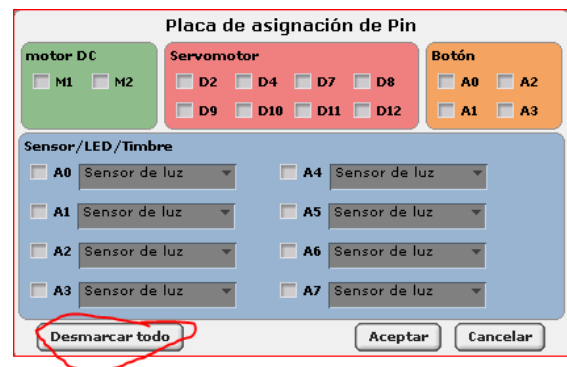 Placa de asignación de Pin
motor DC
M1 M2
Servomotor
D2 D4 D7 D8
D9 D10 D11 D12
Botón
A0 A2
A1 A3
Sensor/LED/Timbre
A0 Sensor de luz A4 Sensor de luz
A1 Sensor de luz A5 Sensor de luz
A2 Sensor de luz A6 Sensor de luz
A3 Sensor de luz A7 Sensor de luz
Desmarcar todo Aceptar Cancelar